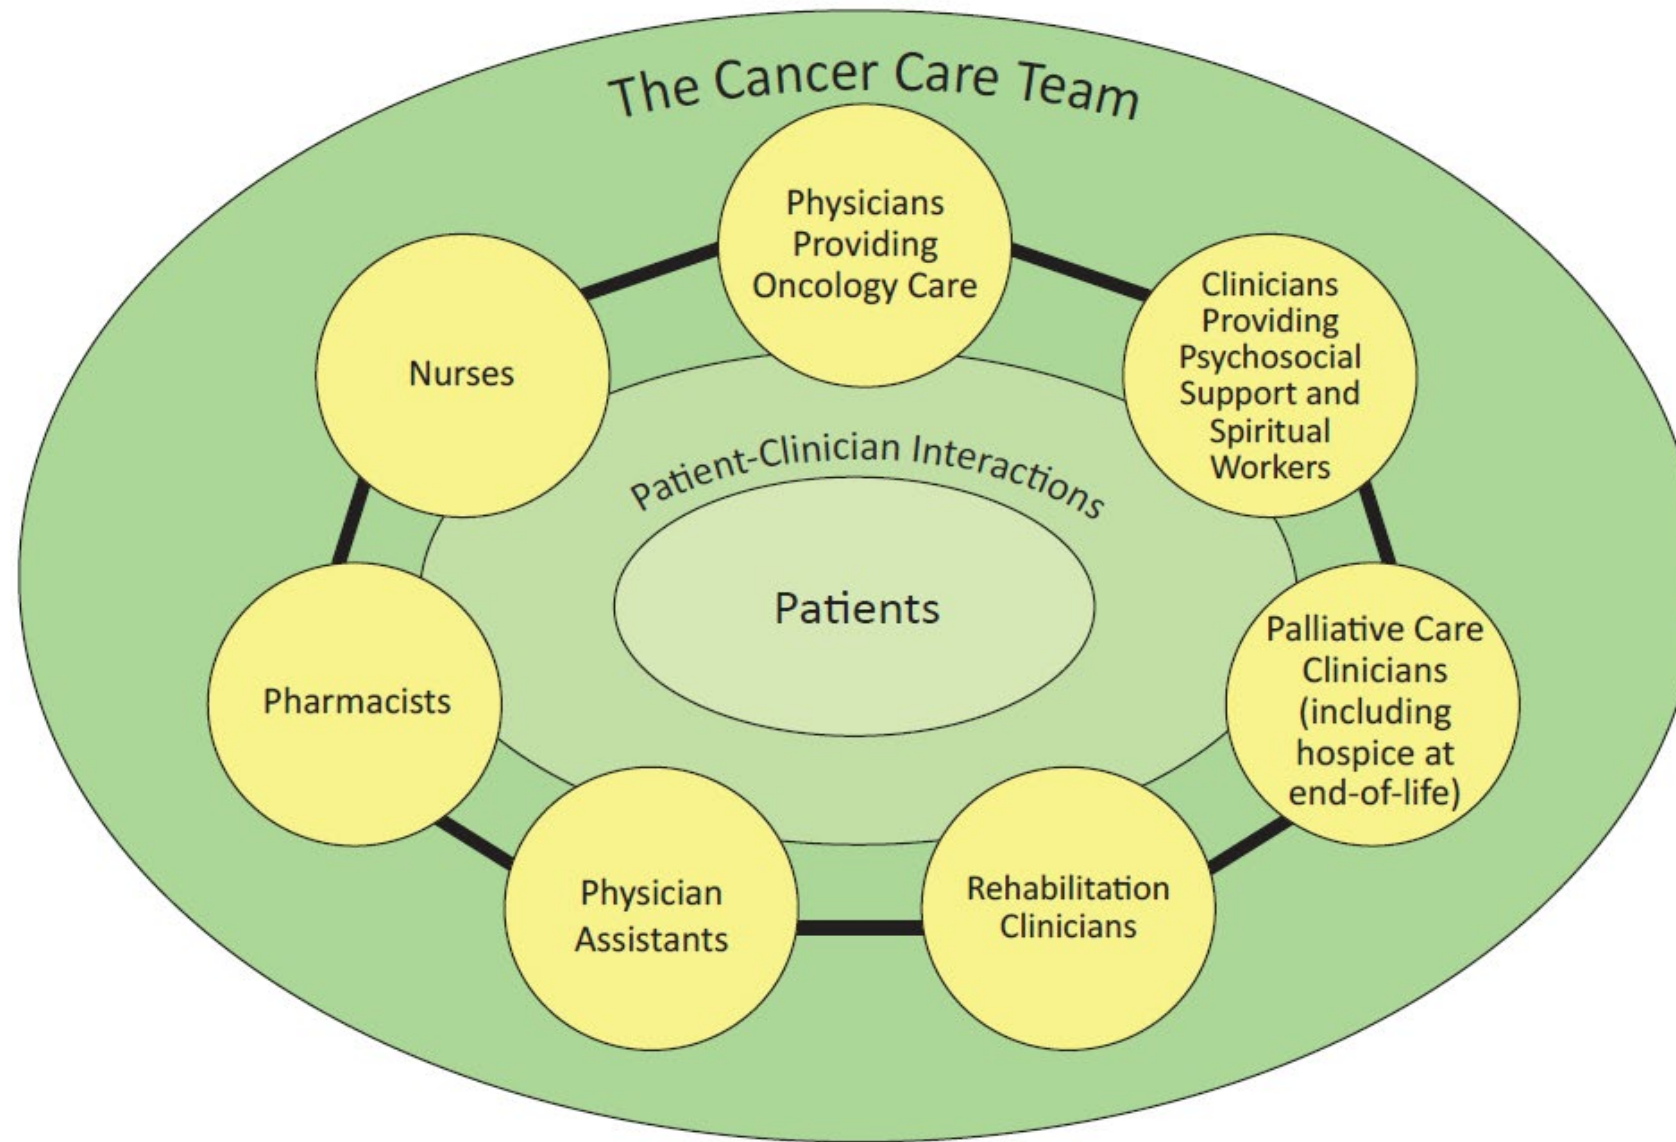 The Cancer Care Team
Physicians
Providing
Oncology Care
Nurses
Clinicians
Providing
Psychosocial
Support and
Spiritual
Workers
Patient-Clinician Interactions
Patients
Pharmacists
Palliative Care
Clinicians
(including
hospice at
end-of-life)
Physician
Assistants
Rehabilitation
Clinicians